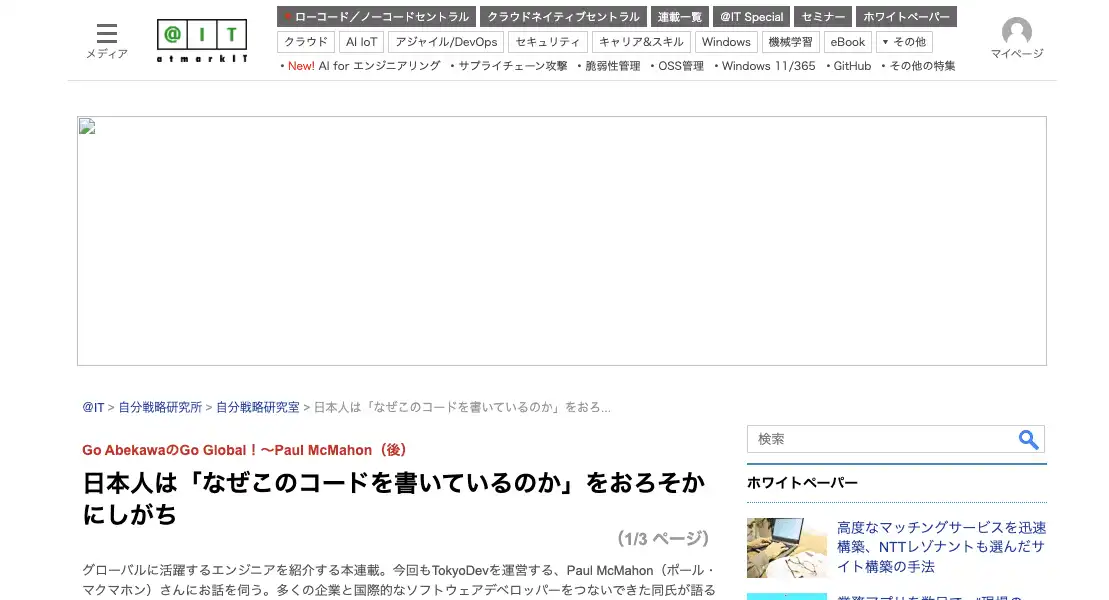 メディア
@IT
atmarkIT
ローコード／ノーコードセントラル
クラウドネイティブセントラル
連載一覧
@IT Special
セミナー
ホワイトペーパー
クラウド
AI IoT
アジャイル/DevOps
セキュリティ
キャリア&スキル
Windows
機械学習
eBook
▼ その他
・New! AI for エンジニアリング ・サプライチェーン攻撃 ・脆弱性管理 ・OSS管理 ・Windows 11/365 ・GitHub ・その他の特集
マイページ
@IT > 自分戦略研究所 > 自分戦略研究室 > 日本人は「なぜこのコードを書いているのか」をおろ...
Go AbekawaのGo Global！〜Paul McMahon（後）
日本人は「なぜこのコードを書いているのか」をおろそか
にしがち
（1/3 ページ）
グローバルに活躍するエンジニアを紹介する本連載。今回もTokyoDevを運営する、Paul McMahon（ポール・
マクマホン）さんにお話を伺う。多くの企業と国際的なソフトウェアデベロッパーをつないできた同氏が語る
検索
ホワイトペーパー
高度なマッチングサービスを迅速
構築、NTTレゾナントも選んだサ
イト構築の手法